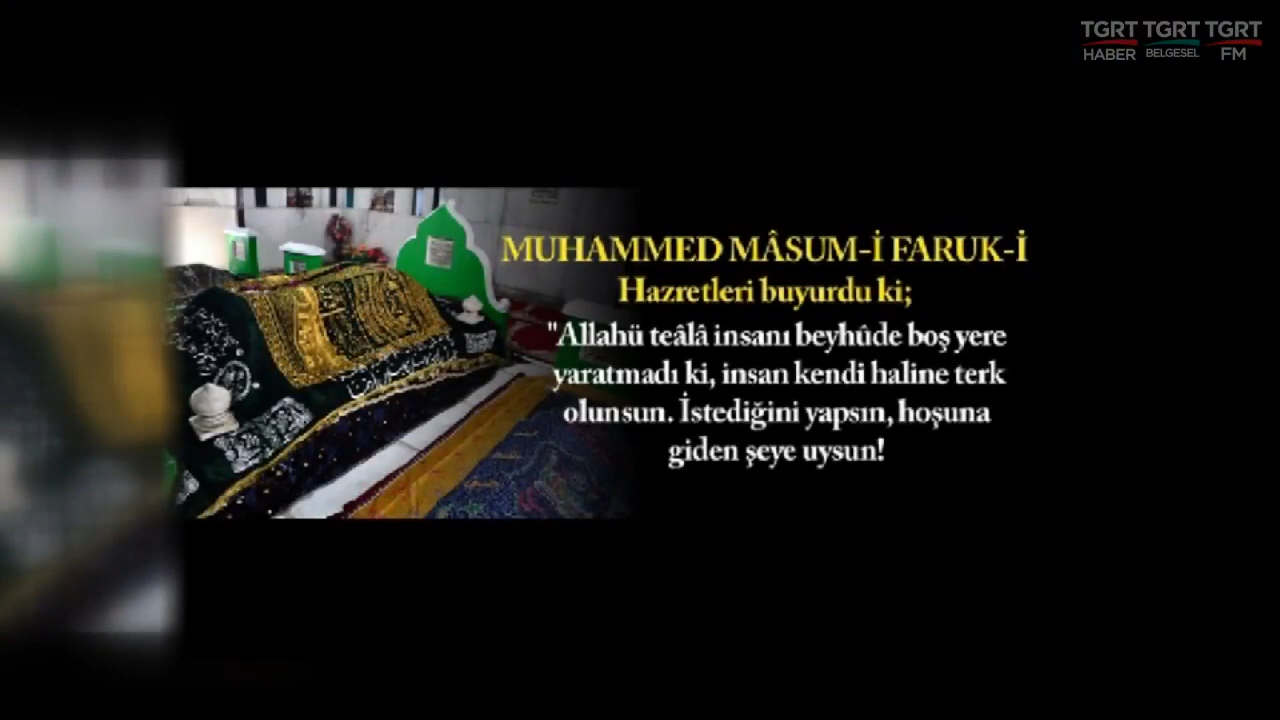 TGRT TGRT TGRT
HABER BELGESEL FM
MUHAMMED MÂSUM-İ FARUK-İ
Hazretleri buyurdu ki;
"Allahü teâlâ insanı beyhûde boş yere
yaratmadı ki, insan kendi haline terk
olunsun. İstediğini yapsın, hoşuna
giden şeye uysun!